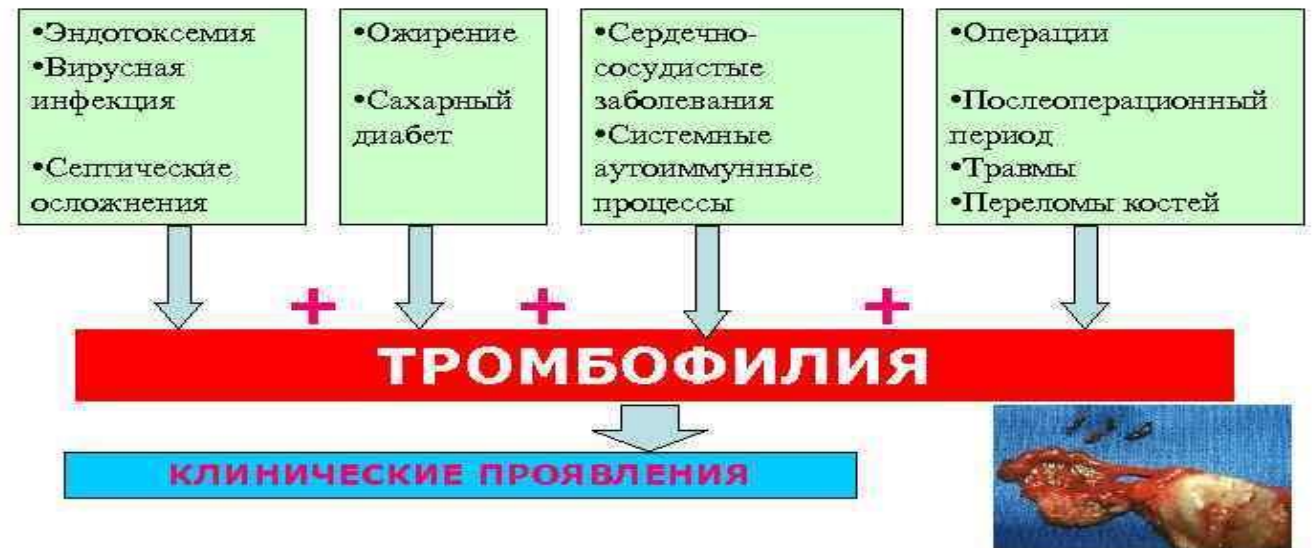 •Эндотоксемия
•Вирусная
инфекция
•Септические
осложнения
•Ожирение
•Сахарный
диабет
•Сердечно-
сосудистые
заболевания
•Системные
аутоиммунные
процессы
•Операции
•Послеоперационный
период
•Травмы
•Переломы костей
+ + +
ТРОМБОФИЛИЯ
КЛИНИЧЕСКИЕ ПРОЯВЛЕНИЯ